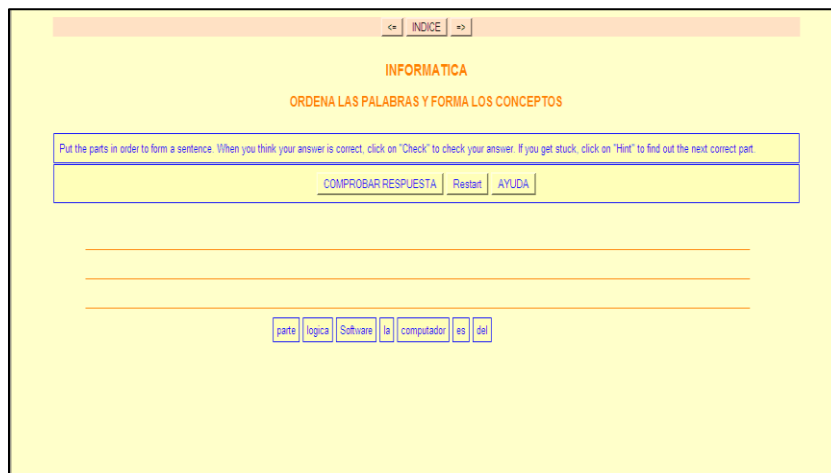 <= INDICE =>
INFORMATICA
ORDENA LAS PALABRAS Y FORMA LOS CONCEPTOS
Put the parts in order to form a sentence. When you think your answer is correct, click on "Check" to check your answer. If you get stuck, click on "Hint" to find out the next correct part.
COMPROBAR RESPUESTA Restart AYUDA
parte logica Software la computador es del